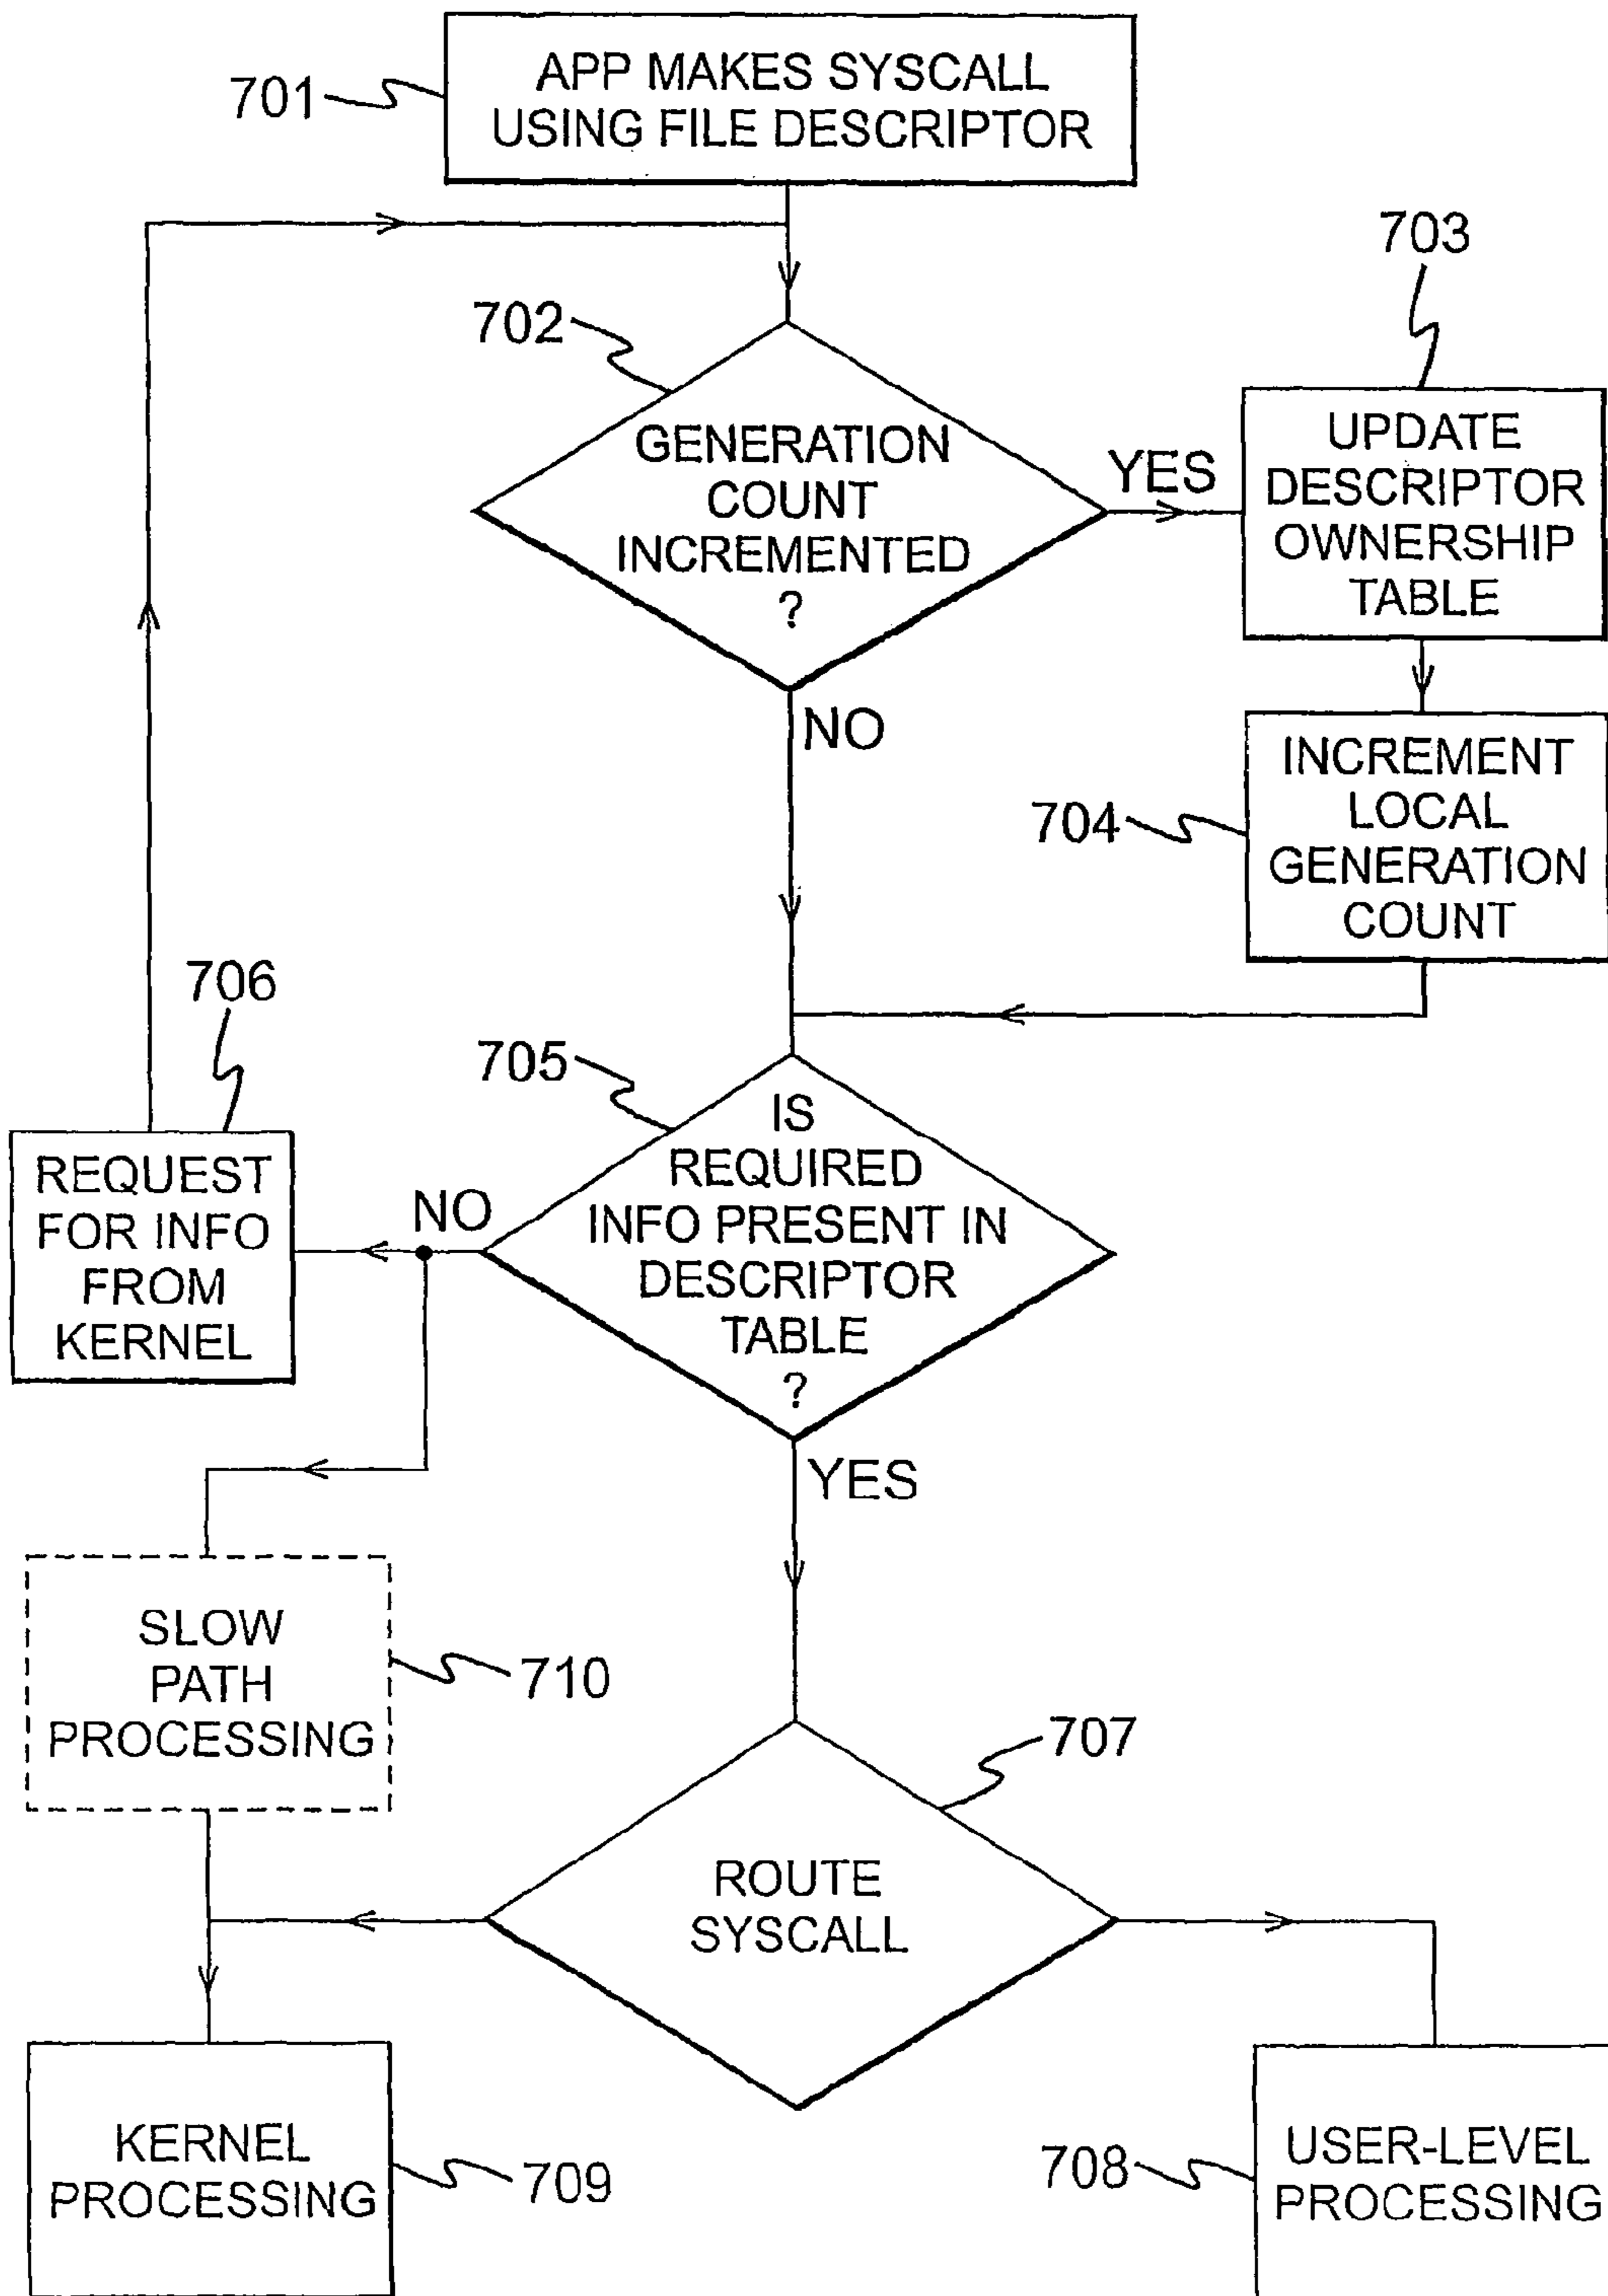 701
APP MAKES SYSCALL
USING FILE DESCRIPTOR
702
GENERATION
COUNT
INCREMENTED
?
YES
NO
703
UPDATE
DESCRIPTOR
OWNERSHIP
TABLE
704
INCREMENT
LOCAL
GENERATION
COUNT
705
IS
REQUIRED
INFO PRESENT IN
DESCRIPTOR
TABLE
?
NO
YES
706
REQUEST
FOR INFO
FROM
KERNEL
SLOW
PATH
PROCESSING
710
707
ROUTE
SYSCALL
KERNEL
PROCESSING
709
708
USER-LEVEL
PROCESSING